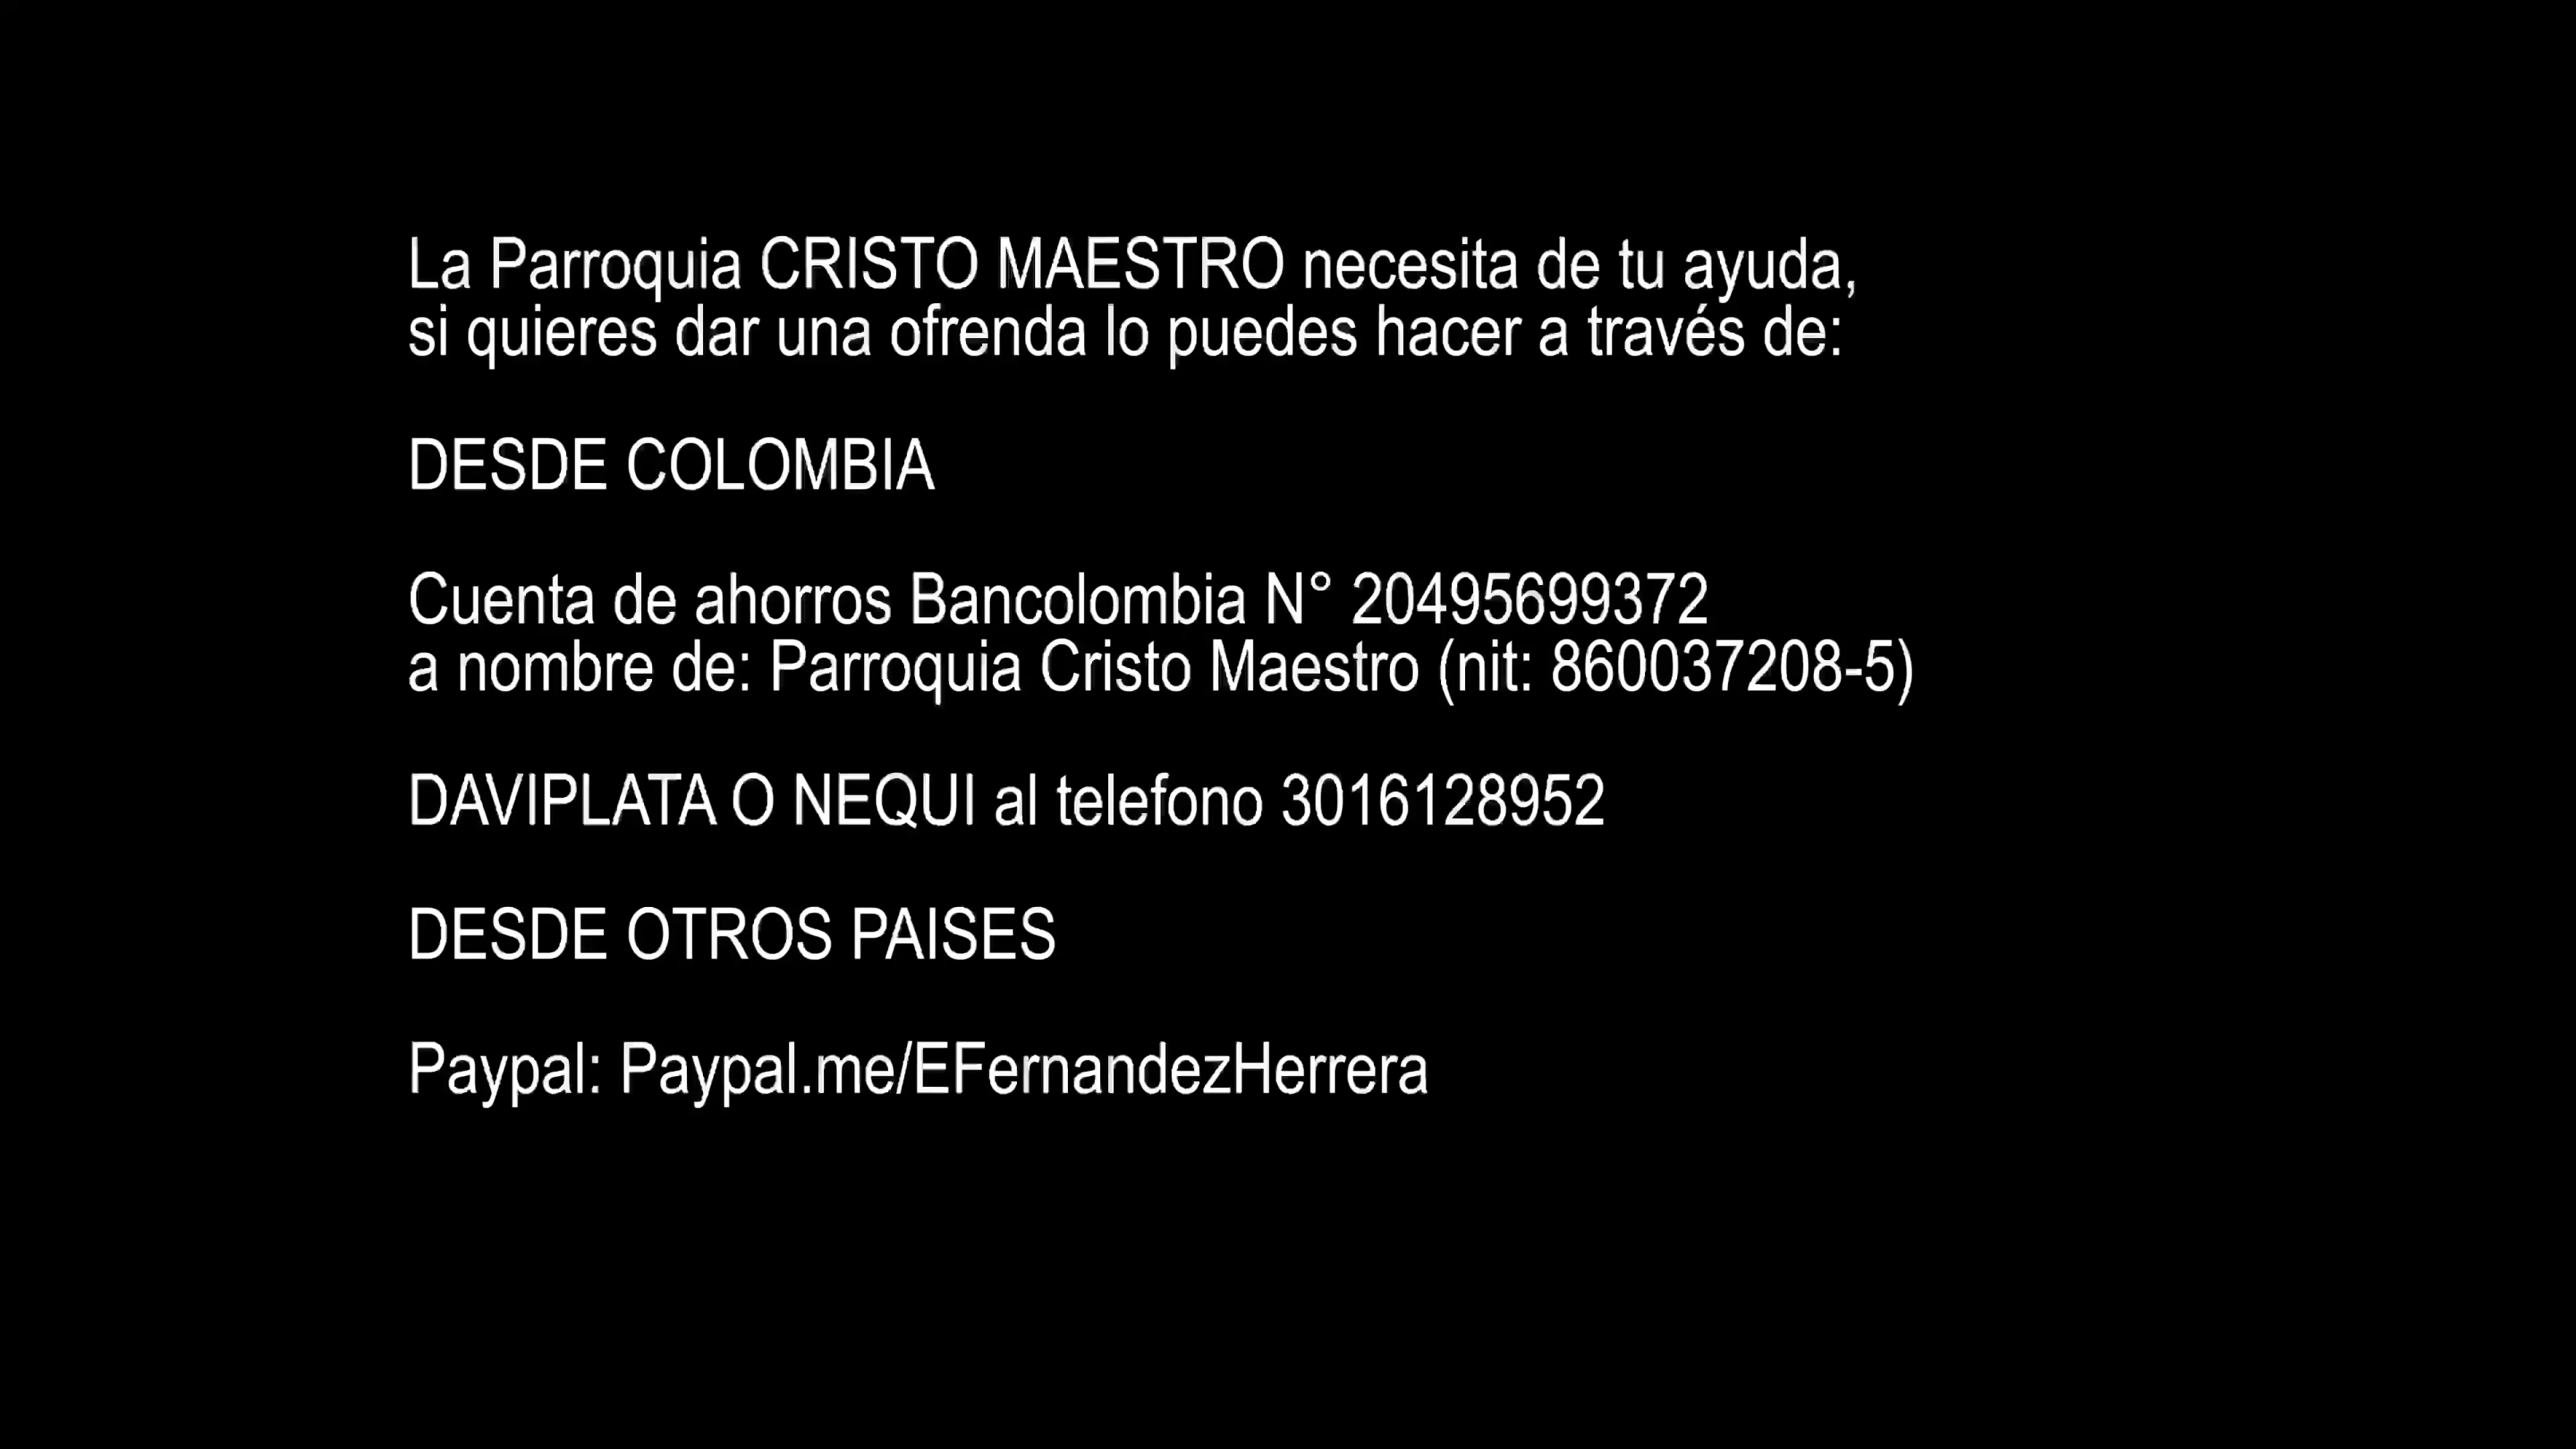 La Parroquia CRISTO MAESTRO necesita de tu ayuda,
si quieres dar una ofrenda lo puedes hacer a través de:
DESDE COLOMBIA
Cuenta de ahorros Bancolombia N° 20495699372
a nombre de: Parroquia Cristo Maestro (nit: 860037208-5)
DAVIPLATA O NEQUI al telefono 3016128952
DESDE OTROS PAISES
Paypal: Paypal.me/EFernandezHerrera